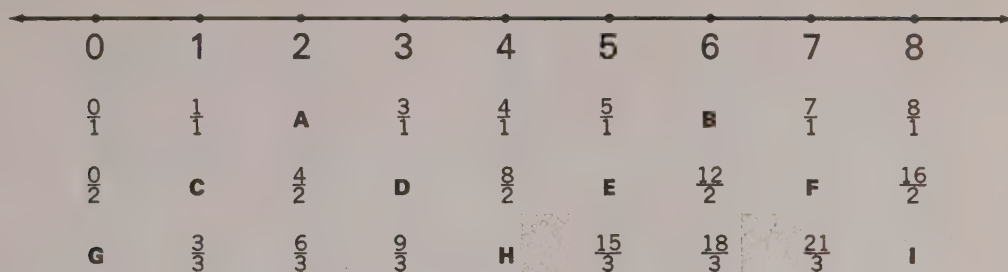 0 1 2 3 4 5 6 7 8
0/1 1/1 A 3/1 4/1 5/1 B 7/1 8/1
0/2 C 4/2 D 8/2 E 12/2 F 16/2
G 3/3 6/3 9/3 H 15/3 18/3 21/3 I